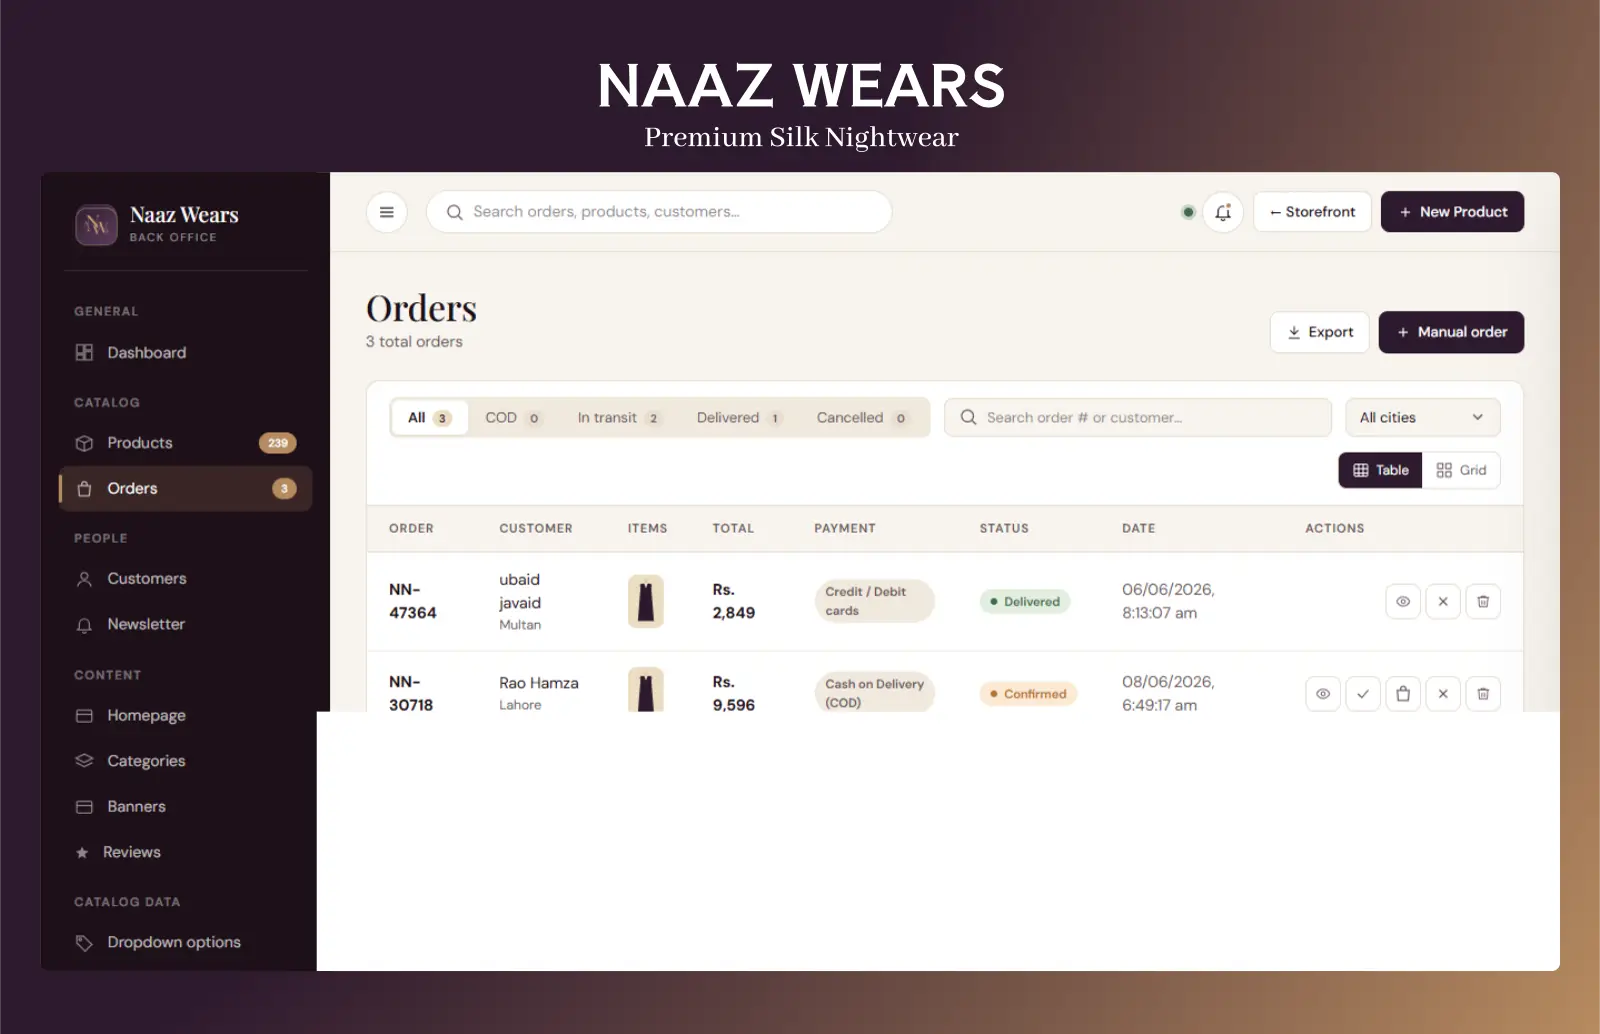 NAAZ WEARS
Premium Silk Nightwear
Naaz Wears
BACK OFFICE
GENERAL
Dashboard
CATALOG
Products 239
Orders 3
PEOPLE
Customers
Newsletter
CONTENT
Homepage
Categories
Banners
Reviews
CATALOG DATA
Dropdown options
Search orders, products, customers...
← Storefront
+ New Product
Orders
3 total orders
Export
+ Manual order
All 3 COD 0 In transit 2 Delivered 1 Cancelled 0
Search order # or customer...
All cities
Table Grid
ORDER CUSTOMER ITEMS TOTAL PAYMENT STATUS DATE ACTIONS
NN-
47364
ubaid
javaid
Multan
Rs.
2,849
Credit / Debit
cards
Delivered
06/06/2026,
8:13:07 am
NN-
30718
Rao Hamza
Lahore
Rs.
9,596
Cash on Delivery
(COD)
Confirmed
08/06/2026,
6:49:17 am